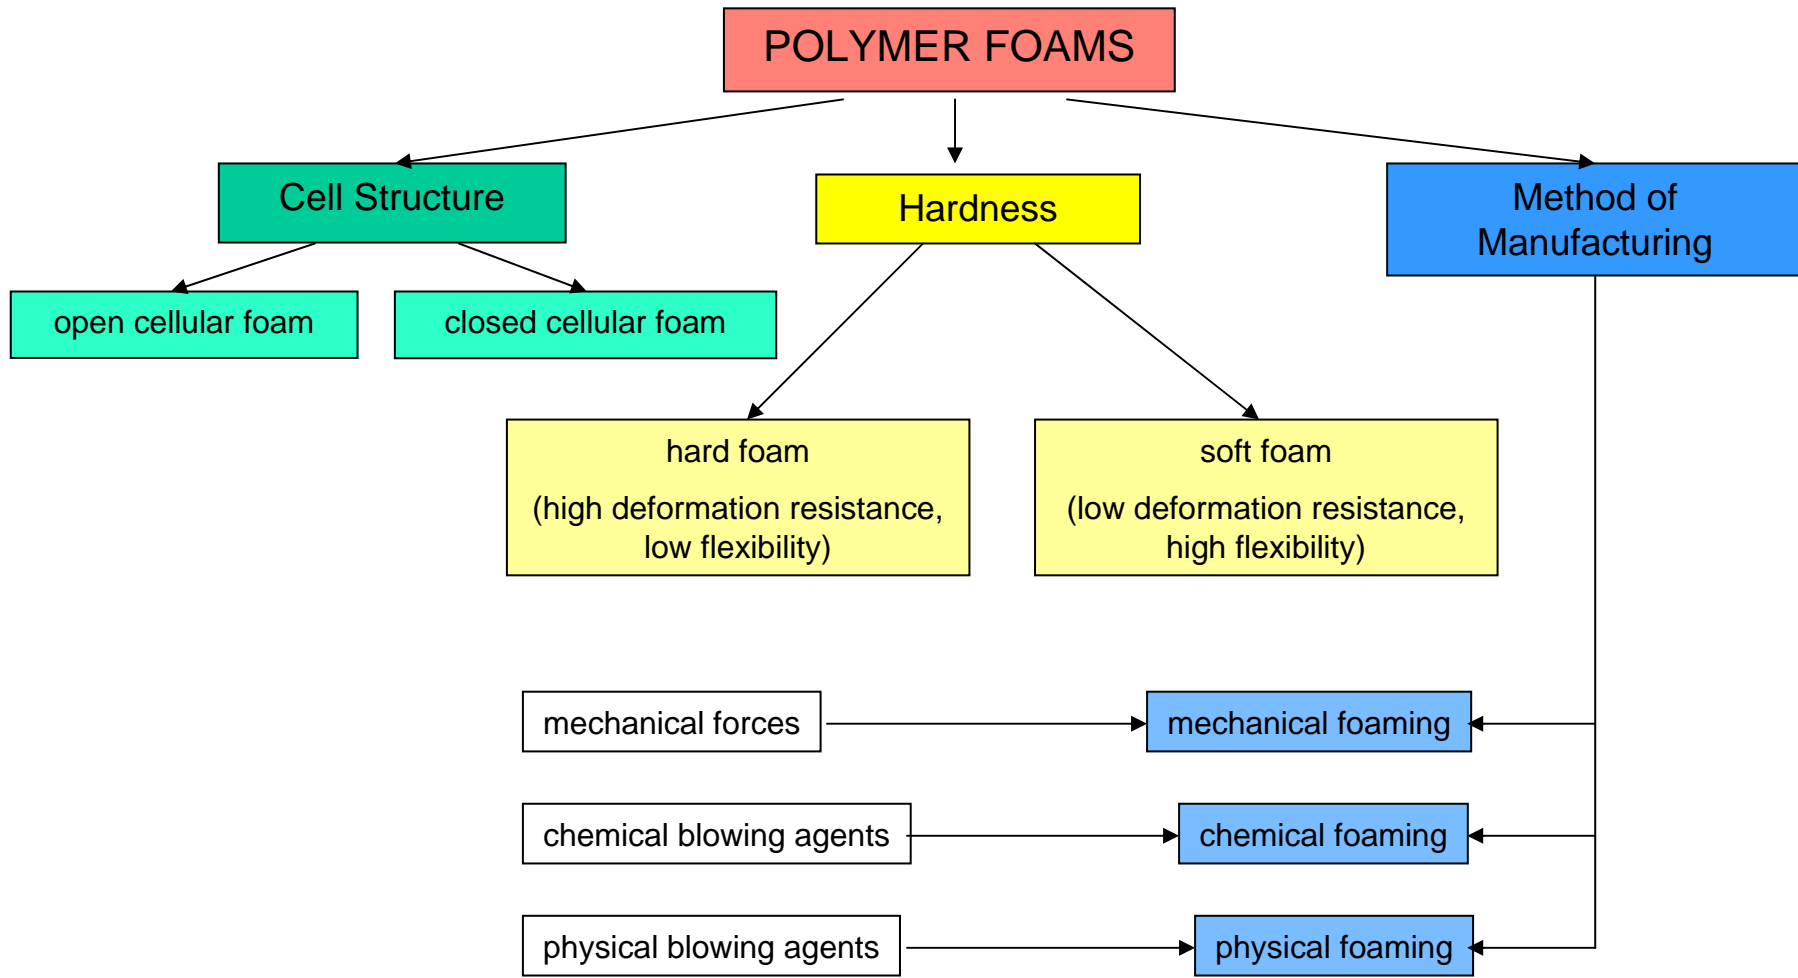 POLYMER FOAMS
Cell Structure
Hardness
Method of
Manufacturing
open cellular foam
closed cellular foam
hard foam
(high deformation resistance,
low flexibility)
soft foam
(low deformation resistance,
high flexibility)
mechanical forces
mechanical foaming
chemical blowing agents
chemical foaming
physical blowing agents
physical foaming